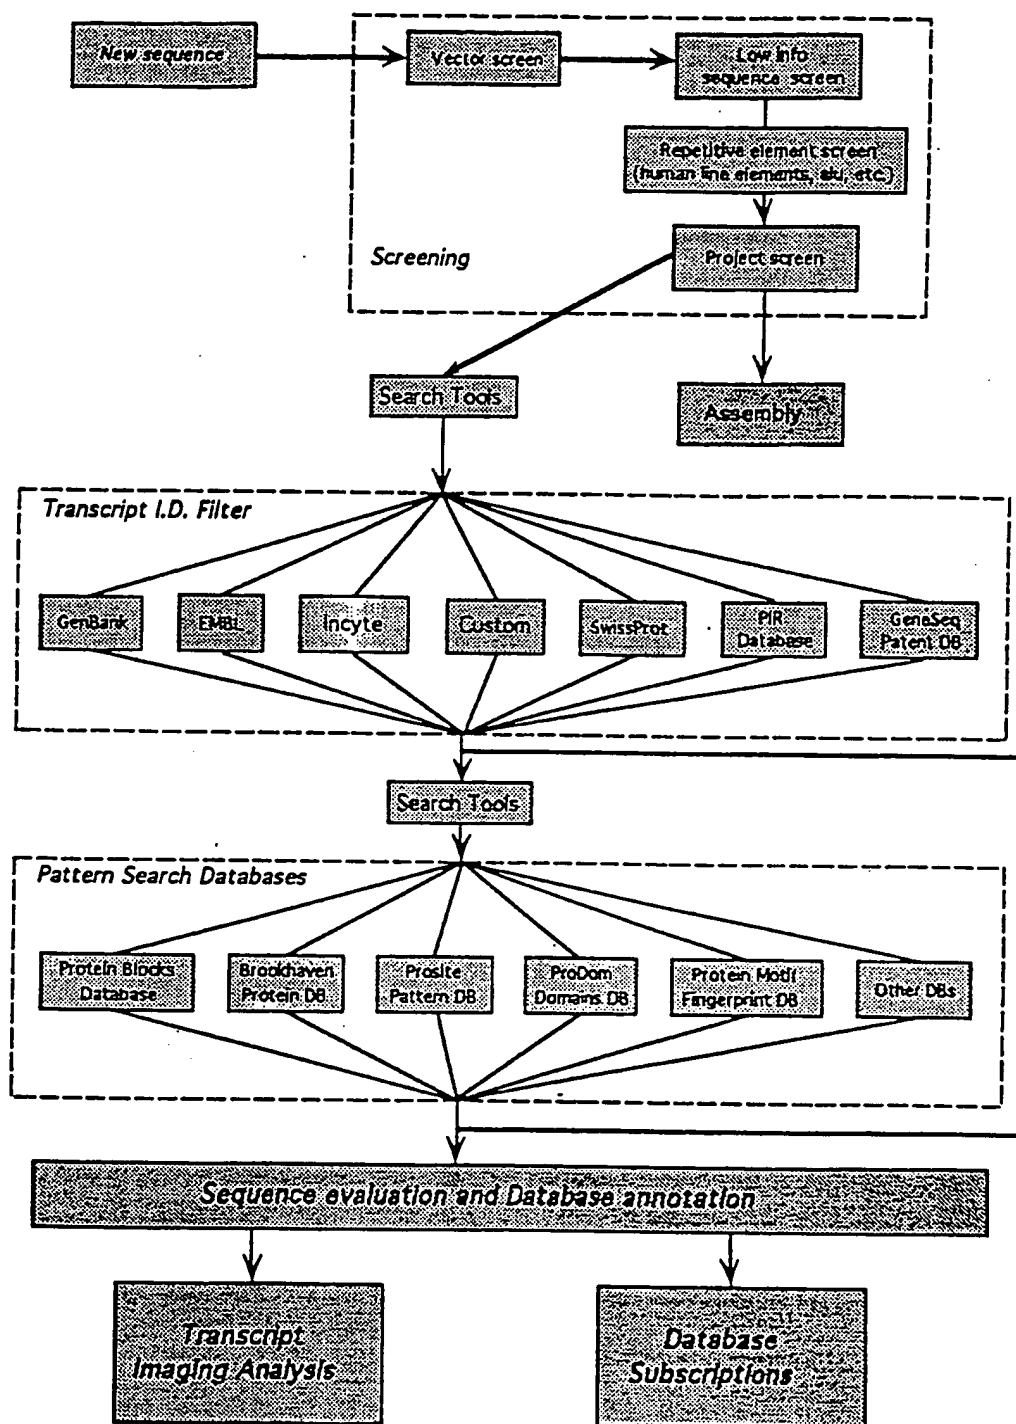 New sequence
Vector screen
Low info
sequence screen
Repetitive element screen
(human line elements, alu, etc.)
Project screen
Screening
Search Tools
Assembly
Transcript I.D. Filter
GenBank
EMBL
Incyte
Custom
SwissProt
PIR
Database
GeneSeq
Patent DB
Search Tools
Pattern Search Databases
Protein Blocks
Database
Brookhaven
Protein DB
Prosite
Pattern DB
ProDom
Domains DB
Protein Motif
Fingerprint DB
Other DBs
Sequence evaluation and Database annotation
Transcript
Imaging Analysis
Database
Subscriptions